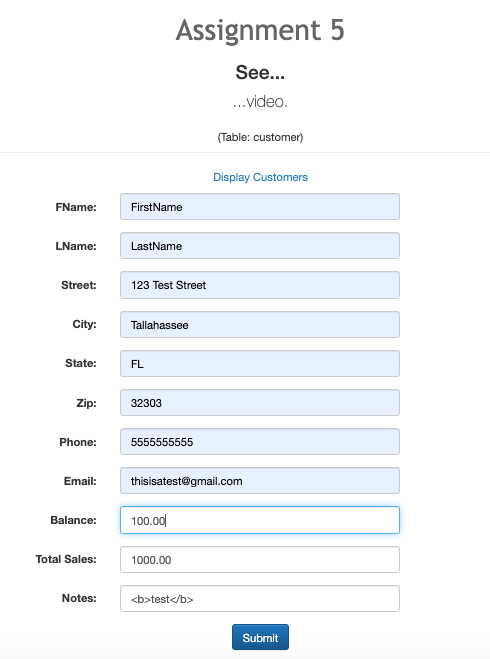 Assignment 5
See...
...video.
(Table: customer)
Display Customers
FName: FirstName
LName: LastName
Street: 123 Test Street
City: Tallahassee
State: FL
Zip: 32303
Phone: 5555555555
Email: thisisatest@gmail.com
Balance: 100.00
Total Sales: 1000.00
Notes: <b>test</b>
Submit